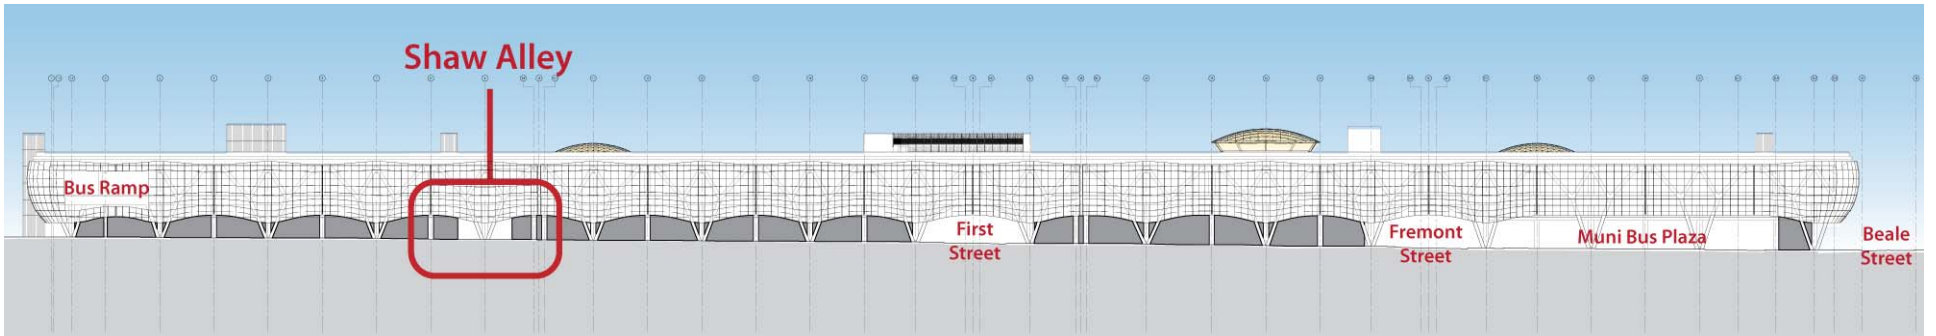 Shaw Alley
Bus Ramp
First
Street
Fremont
Street
Muni Bus Plaza
Beale
Street